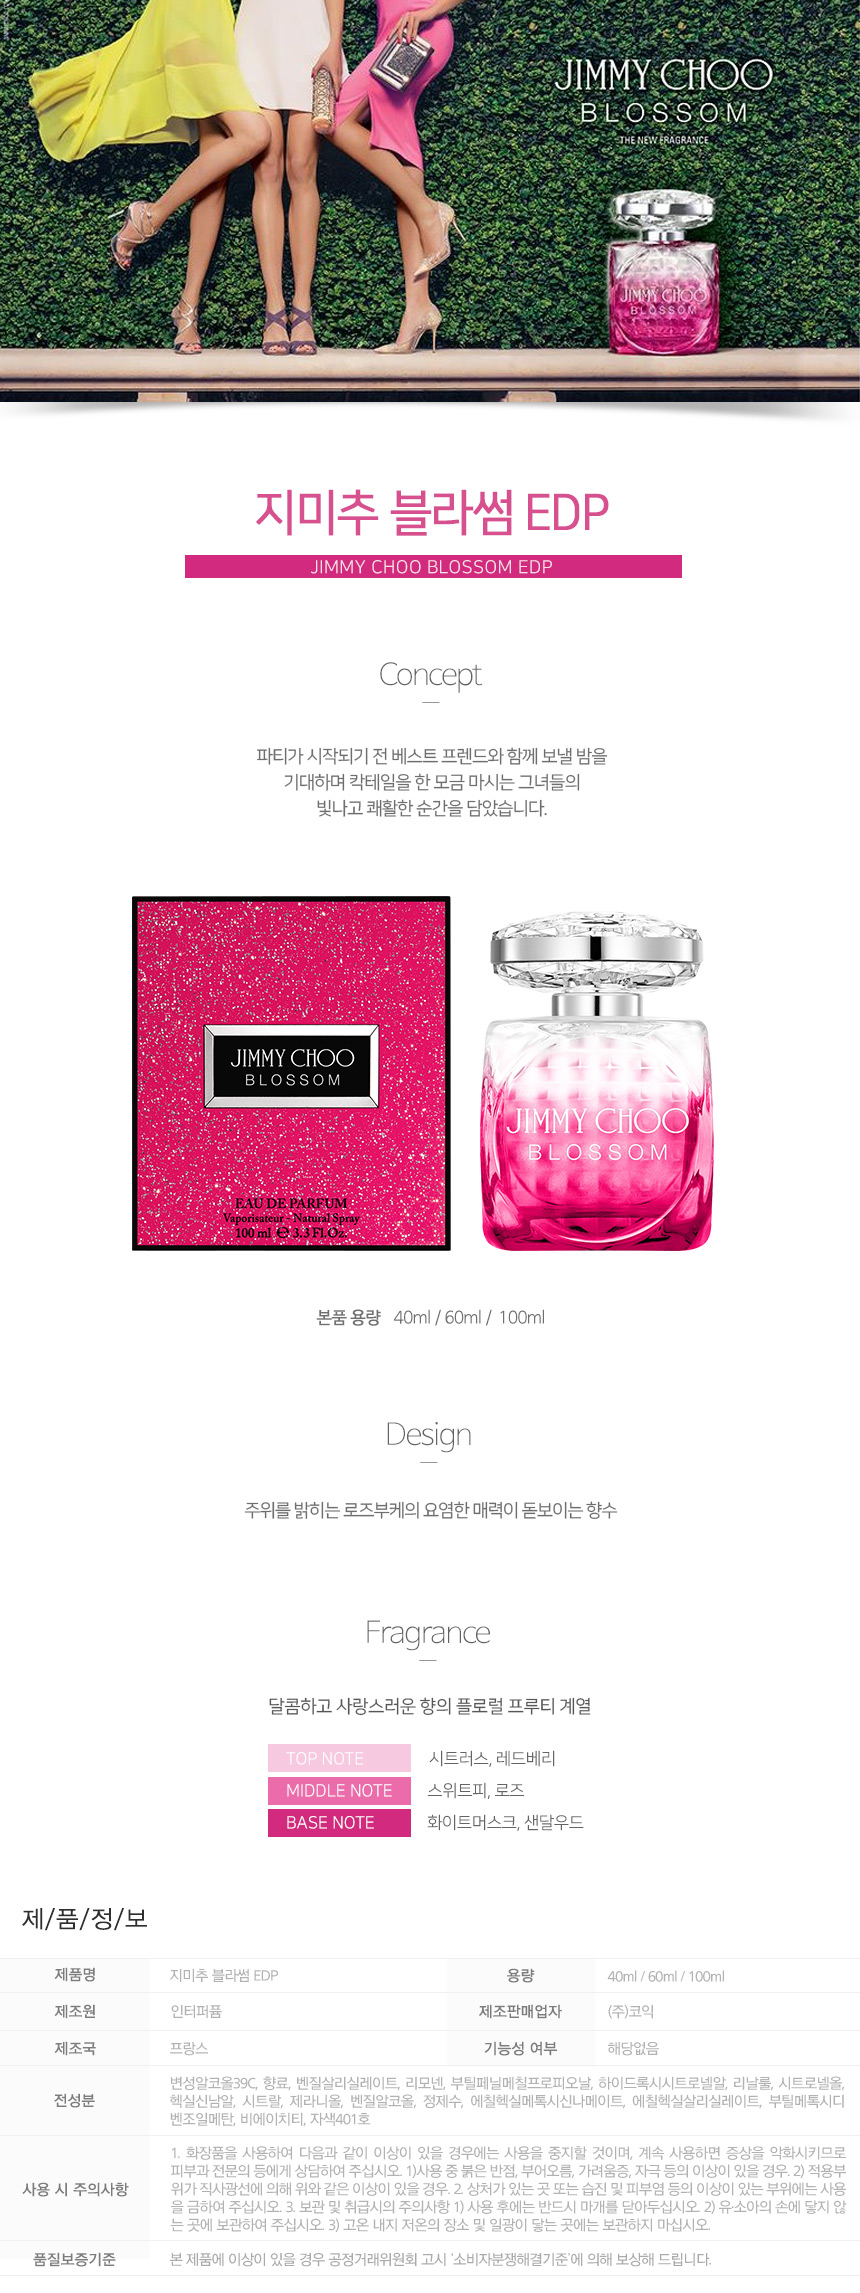 JIMMY CHOO
BLOSSOM
THE NEW FRAGRANCE
JIMMY CHOO
BLOSSOM
지미추 블라썸 EDP
JIMMY CHOO BLOSSOM EDP
Concept
파티가 시작되기 전 베스트 프렌드와 함께 보낼 밤을
기대하며 칵테일을 한 모금 마시는 그녀들의
빛나고 쾌활한 순간을 담았습니다.
JIMMY CHOO
BLOSSOM
EAU DE PARFUM
Vaporisateur - Natural Spray
100 ml ℮ 3.3 Fl.Oz.
JIMMY CHOO
BLOSSOM
본품 용량 40ml / 60ml / 100ml
Design
주위를 밝히는 로즈부케의 요염한 매력이 돋보이는 향수
Fragrance
달콤하고 사랑스러운 향의 플로럴 프루티 계열
TOP NOTE 시트러스, 레드베리
MIDDLE NOTE 스위트피, 로즈
BASE NOTE 화이트머스크, 샌달우드
제/품/정/보
제품명 지미추 블라썸 EDP 용량 40ml / 60ml / 100ml
제조원 인터퍼퓸 제조판매업자 (주)코익
제조국 프랑스 기능성 여부 해당없음
전성분
변성알코올39C, 향료, 벤질살리실레이트, 리모넨, 부틸페닐메칠프로피오날, 하이드록시시트로넬알, 리날룰, 시트로넬올,
헥실신남알, 시트랄, 제라니올, 벤질알코올, 정제수, 에칠헥실메톡시신나메이트, 에칠헥실살리실레이트, 부틸메톡시디
벤조일메탄, 비에이치티, 자색401호
사용 시 주의사항
1. 화장품을 사용하여 다음과 같이 이상이 있을 경우에는 사용을 중지할 것이며, 계속 사용하면 증상을 악화시키므로
피부과 전문의 등에게 상담하여 주십시오. 1)사용 중 붉은 반점, 부어오름, 가려움증, 자극 등의 이상이 있을 경우. 2) 적용부
위가 직사광선에 의해 위와 같은 이상이 있을 경우. 2. 상처가 있는 곳 또는 습진 및 피부염 등의 이상이 있는 부위에는 사용
을 금하여 주십시오. 3. 보관 및 취급시의 주의사항 1) 사용 후에는 반드시 마개를 닫아두십시오. 2) 유·소아의 손에 닿지 않
는 곳에 보관하여 주십시오. 3) 고온 내지 저온의 장소 및 일광이 닿는 곳에는 보관하지 마십시오.
품질보증기준 본 제품에 이상이 있을 경우 공정거래위원회 고시 '소비자분쟁해결기준'에 의해 보상해 드립니다.